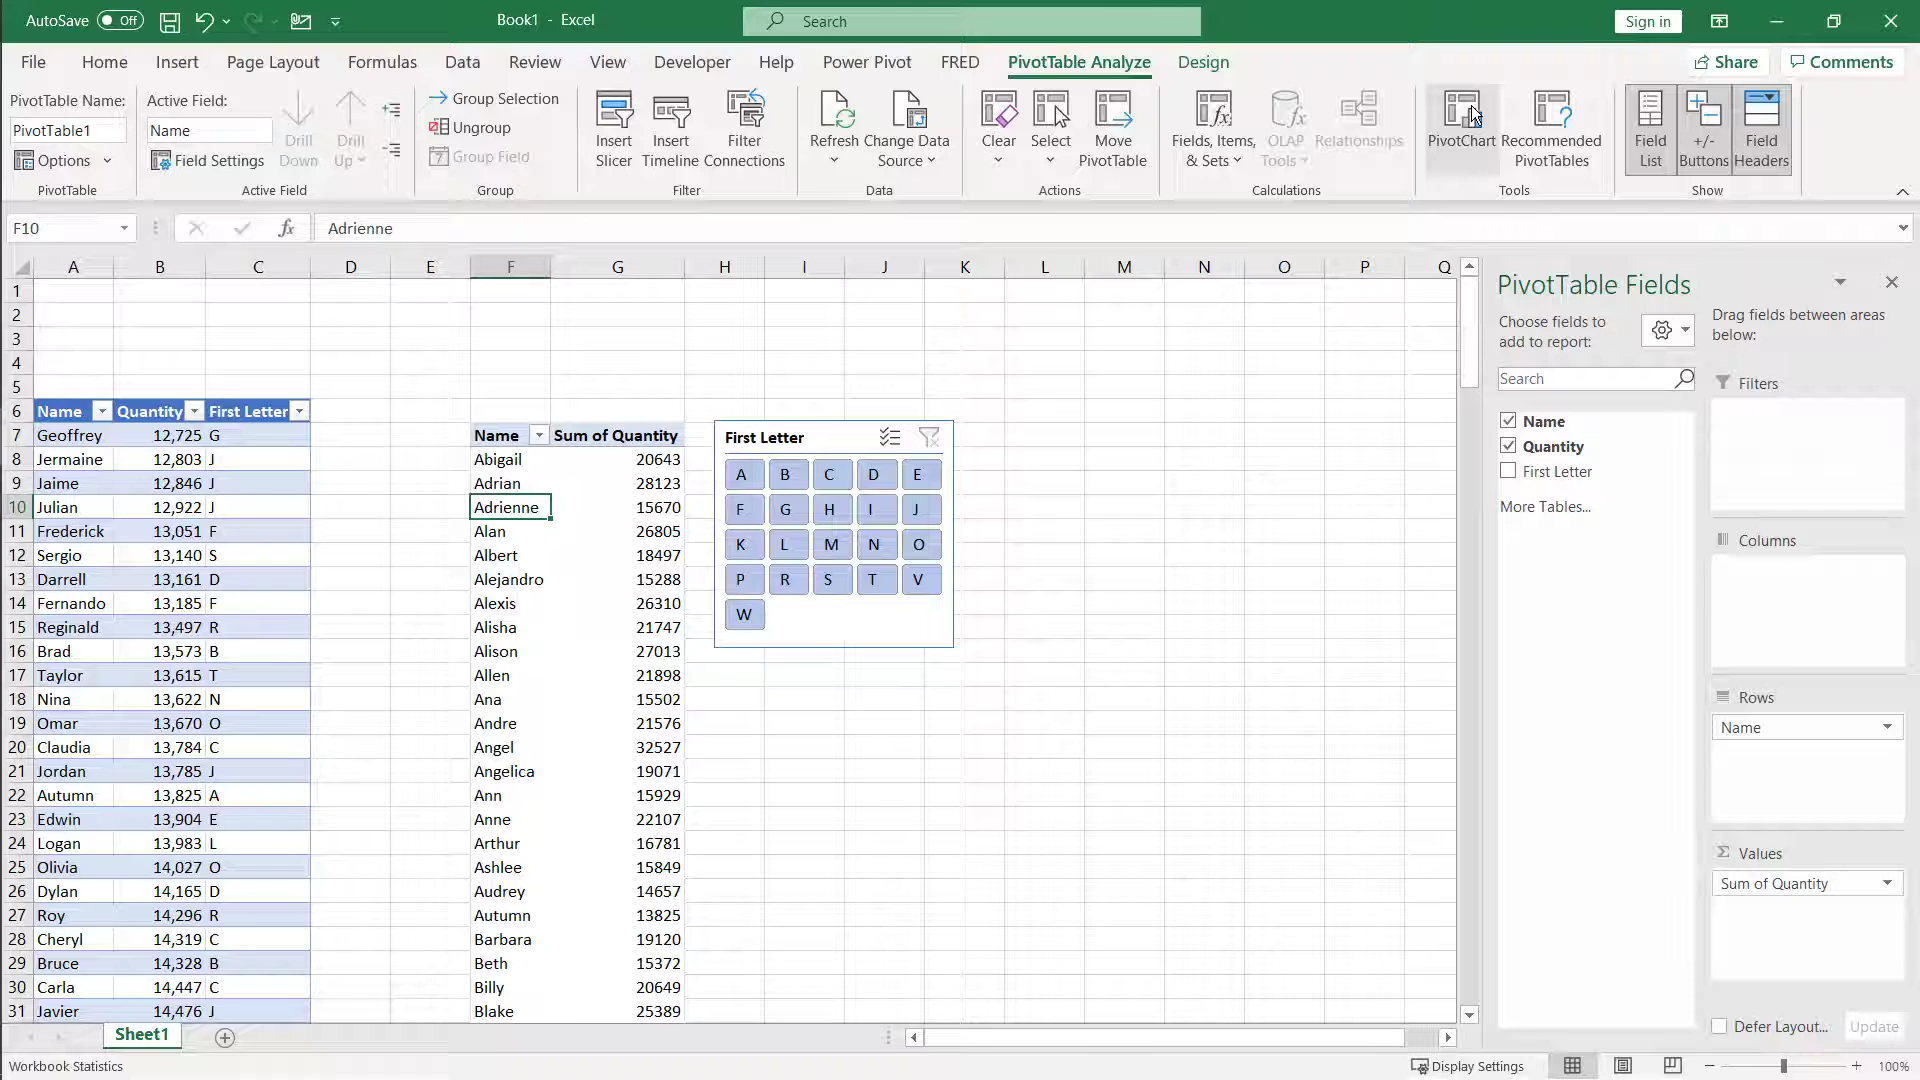 AutoSave Off Book1 - Excel Search Sign in
File Home Insert Page Layout Formulas Data Review View Developer Help Power Pivot FRED PivotTable Analyze Design Share Comments
PivotTable Name:
PivotTable1
Options
PivotTable
Active Field:
Name
Field Settings
Drill
Down
Drill
Up
Active Field
Group Selection
Ungroup
Group Field
Group
Insert
Slicer
Insert
Timeline
Filter
Connections
Filter
Refresh
Change Data
Source
Data
Clear
Select
Move
PivotTable
Actions
Fields, Items,
& Sets
OLAP
Tools
Relationships
Calculations
PivotChart
Recommended
PivotTables
Tools
Field
List
+/-
Buttons
Field
Headers
Show
F10 fx Adrienne
A B C D E F G H I J K L M N O P Q
1
2
3
4
5
6 Name Quantity First Letter
7 Geoffrey 12,725 G Name Sum of Quantity
8 Jermaine 12,803 J Abigail 20643
9 Jaime 12,846 J Adrian 28123
10 Julian 12,922 J Adrienne 15670
11 Frederick 13,051 F Alan 26805
12 Sergio 13,140 S Albert 18497
13 Darrell 13,161 D Alejandro 15288
14 Fernando 13,185 F Alexis 26310
15 Reginald 13,497 R Alisha 21747
16 Brad 13,573 B Alison 27013
17 Taylor 13,615 T Allen 21898
18 Nina 13,622 N Ana 15502
19 Omar 13,670 O Andre 21576
20 Claudia 13,784 C Angel 32527
21 Jordan 13,785 J Angelica 19071
22 Autumn 13,825 A Ann 15929
23 Edwin 13,904 E Anne 22107
24 Logan 13,983 L Arthur 16781
25 Olivia 14,027 O Ashlee 15849
26 Dylan 14,165 D Audrey 14657
27 Roy 14,296 R Autumn 13825
28 Cheryl 14,319 C Barbara 19120
29 Bruce 14,328 B Beth 15372
30 Carla 14,447 C Billy 20649
31 Javier 14,476 J Blake 25389
First Letter
A B C D E
F G H I J
K L M N O
P R S T V
W
PivotTable Fields
Choose fields to
add to report:
Search
Name
Quantity
First Letter
More Tables...
Drag fields between areas
below:
Filters
Columns
Rows
Name
Values
Sum of Quantity
Defer Layout... Update
Sheet1
Workbook Statistics Display Settings 100%